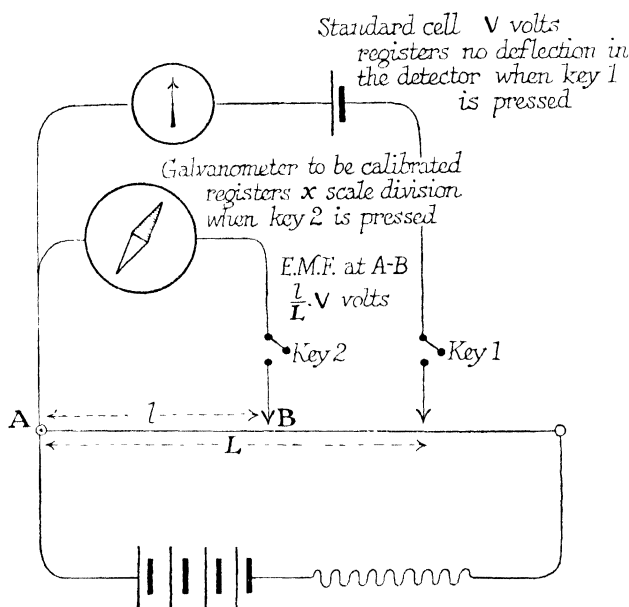 Standard cell V volts
registers no deflection in
the detector when key 1
is pressed
Galvanometer to be calibrated
registers x scale division
when key 2 is pressed
E.M.F. at A-B
l/L . V volts
Key 2
Key 1
A
l
B
L